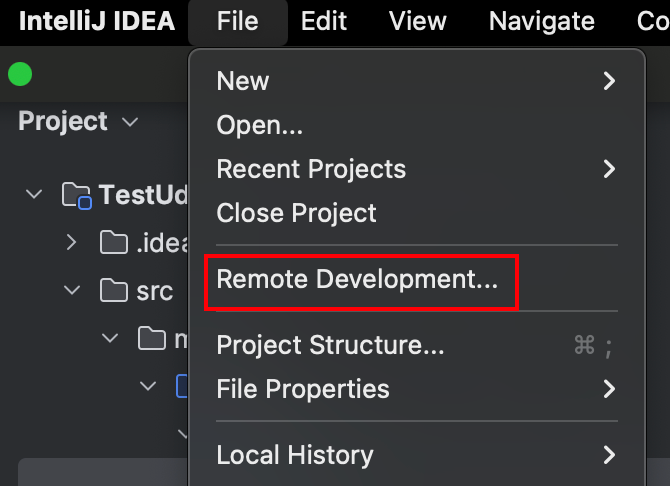 IntelliJ IDEA File Edit View Navigate
Project
TestUd
.idea
src
New
Open...
Recent Projects
Close Project
Remote Development...
Project Structure... ⌘ ;
File Properties
Local History